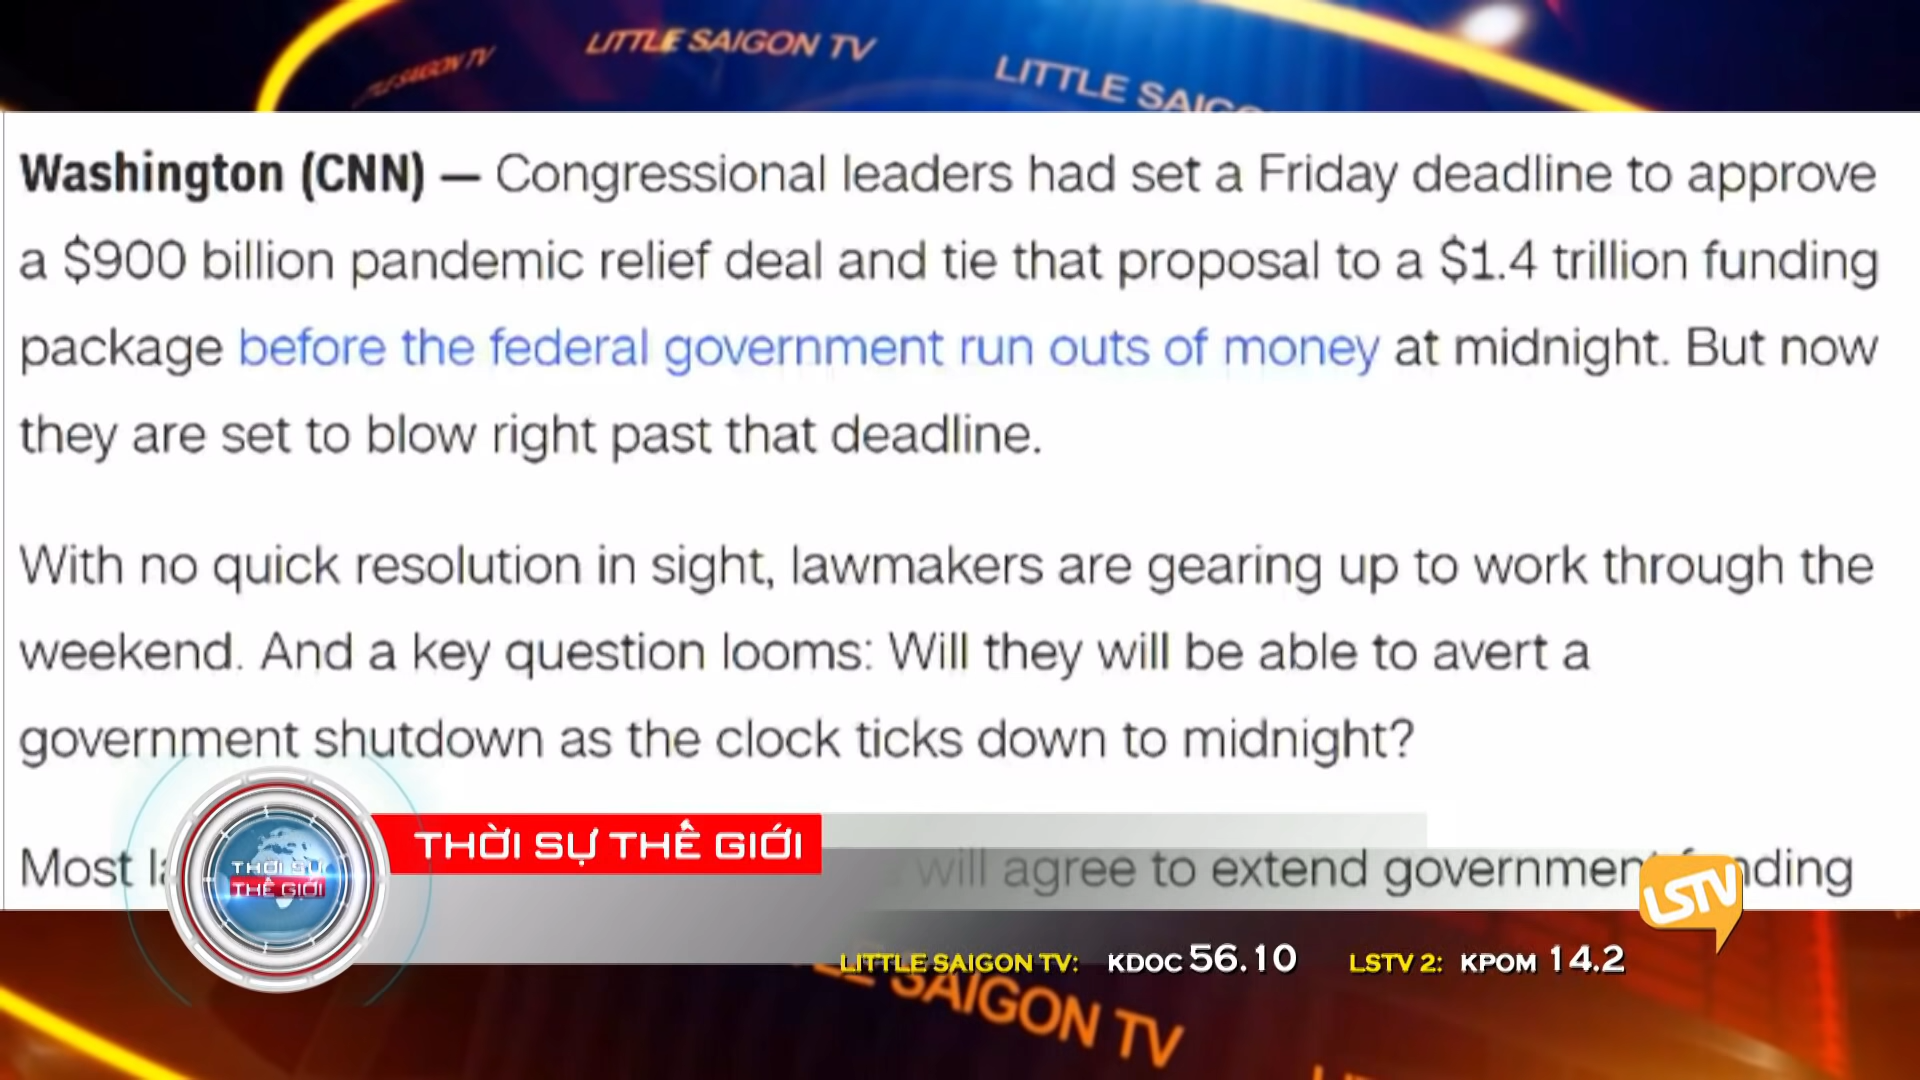 LITTLE SAIGON TV
LITTLE SAIGON TV
LITTLE
Washington (CNN) — Congressional leaders had set a Friday deadline to approve
a $900 billion pandemic relief deal and tie that proposal to a $1.4 trillion funding
package before the federal government run outs of money at midnight. But now
they are set to blow right past that deadline.
With no quick resolution in sight, lawmakers are gearing up to work through the
weekend. And a key question looms: Will they will be able to avert a
government shutdown as the clock ticks down to midnight?
THỜI SỰ THẾ GIỚI
Most will agree to extend government
THỜI SỰ
THẾ GIỚI
LSTV
LITTLE SAIGON TV: KDOC 56.10 LSTV 2: KPOM 14.2
SAIGON TV